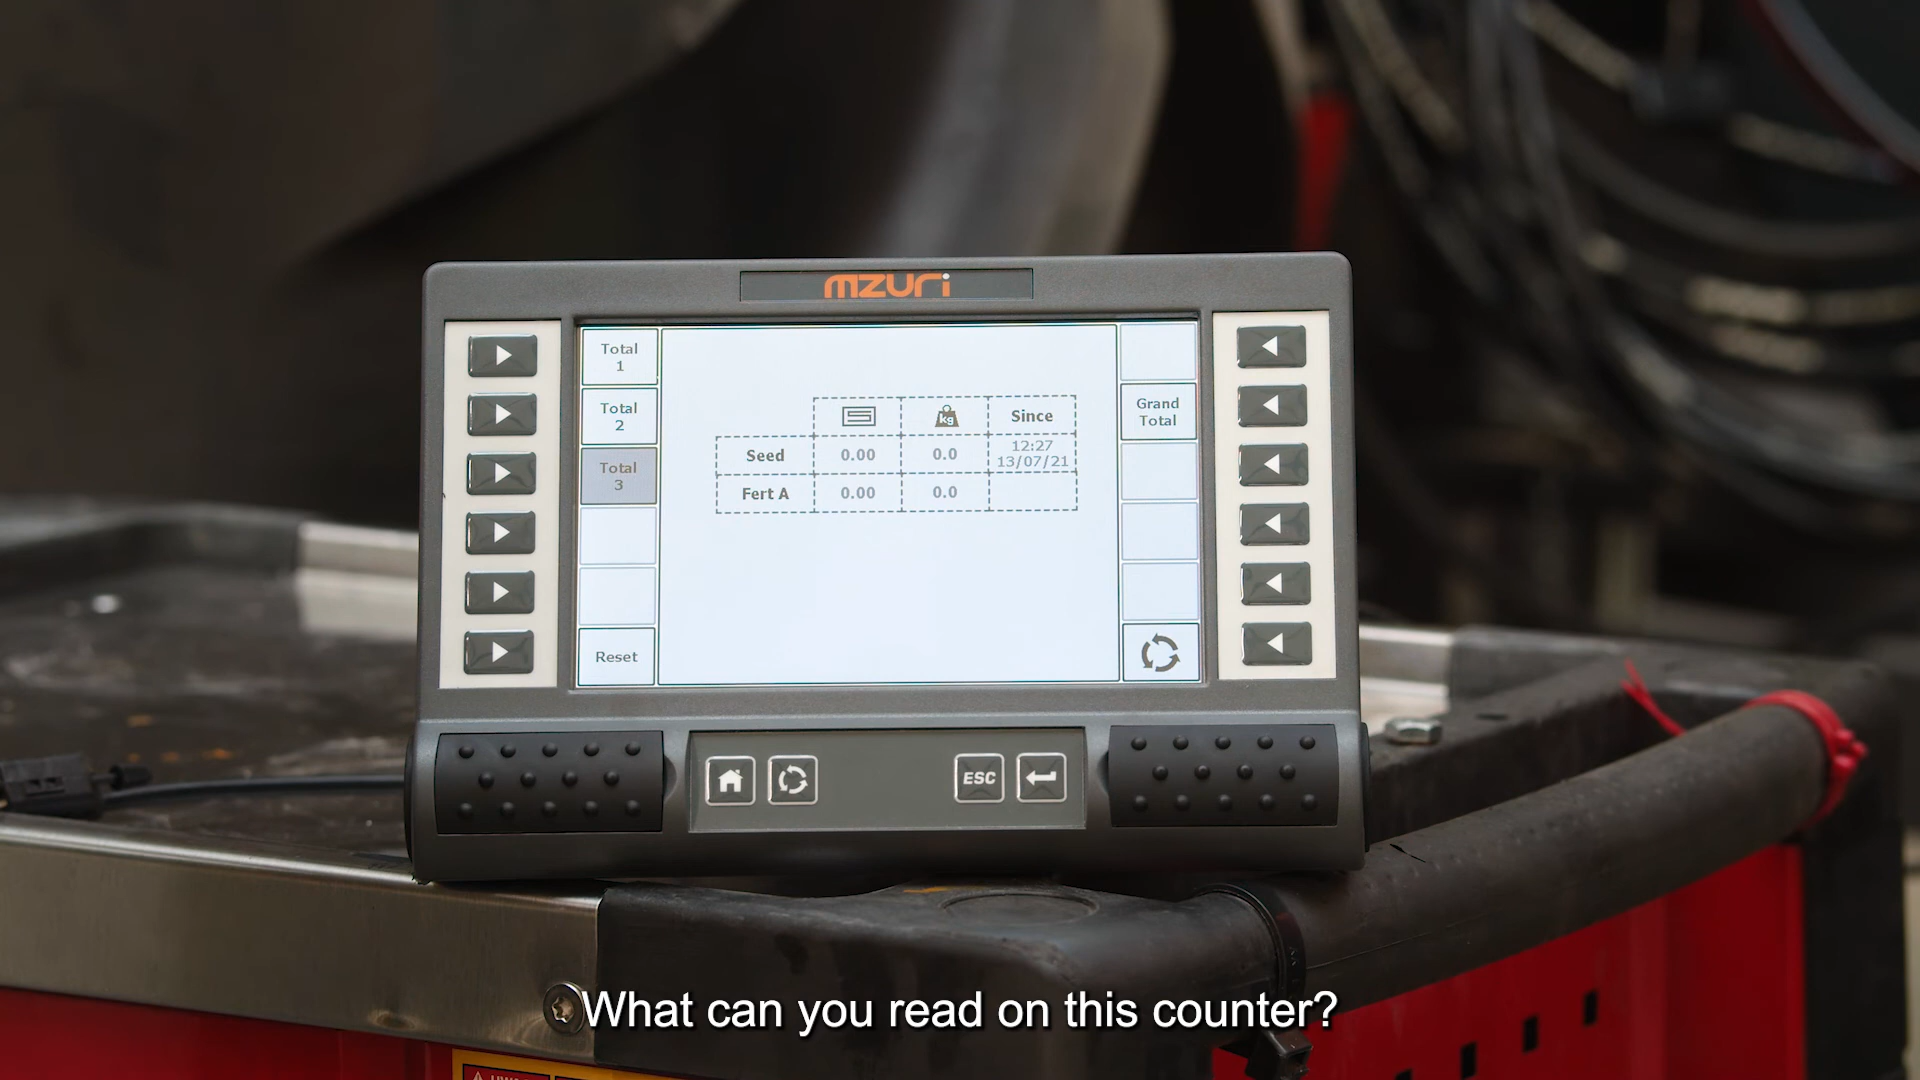 mzuri
Total
1
Total
2
Total
3
Reset
kg
Since
Seed
0.00
0.0
12:27
13/07/21
Fert A
0.00
0.0
Grand
Total
ESC
What can you read on this counter?